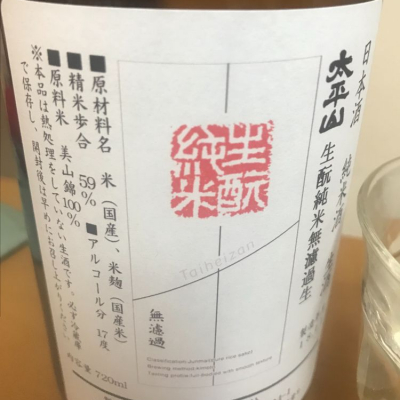 日本酒 純米酒
太平山 生酛純米無濾過生
生酛
純米
Taiheizan
無濾過
■原材料名 米(国産)、米麹(国産米)
■精米歩合 59% ■アルコール分 17度
■原料米 美山錦100%
※本品は熱処理をしていない生酒です。必ず冷蔵庫
で保存し、開封後は早めにお召し上がりください。
内容量 720ml